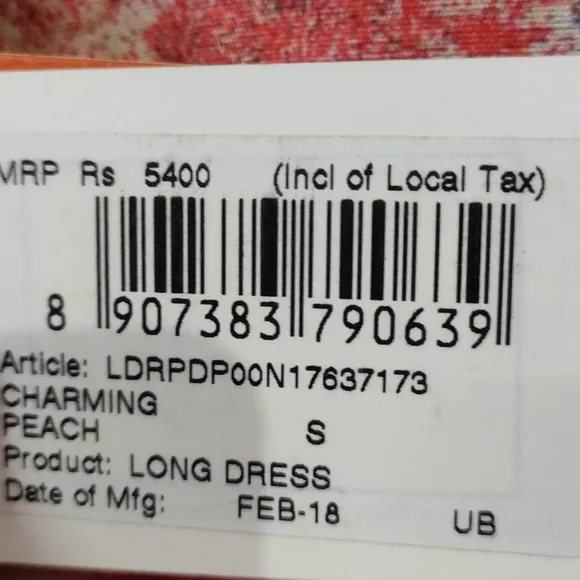 MRP Rs 5400 (Incl of Local Tax)
8 907383 790639
Article: LDRPDP00N17637173
CHARMING
PEACH S
Product: LONG DRESS
Date of Mfg: FEB-18 UB